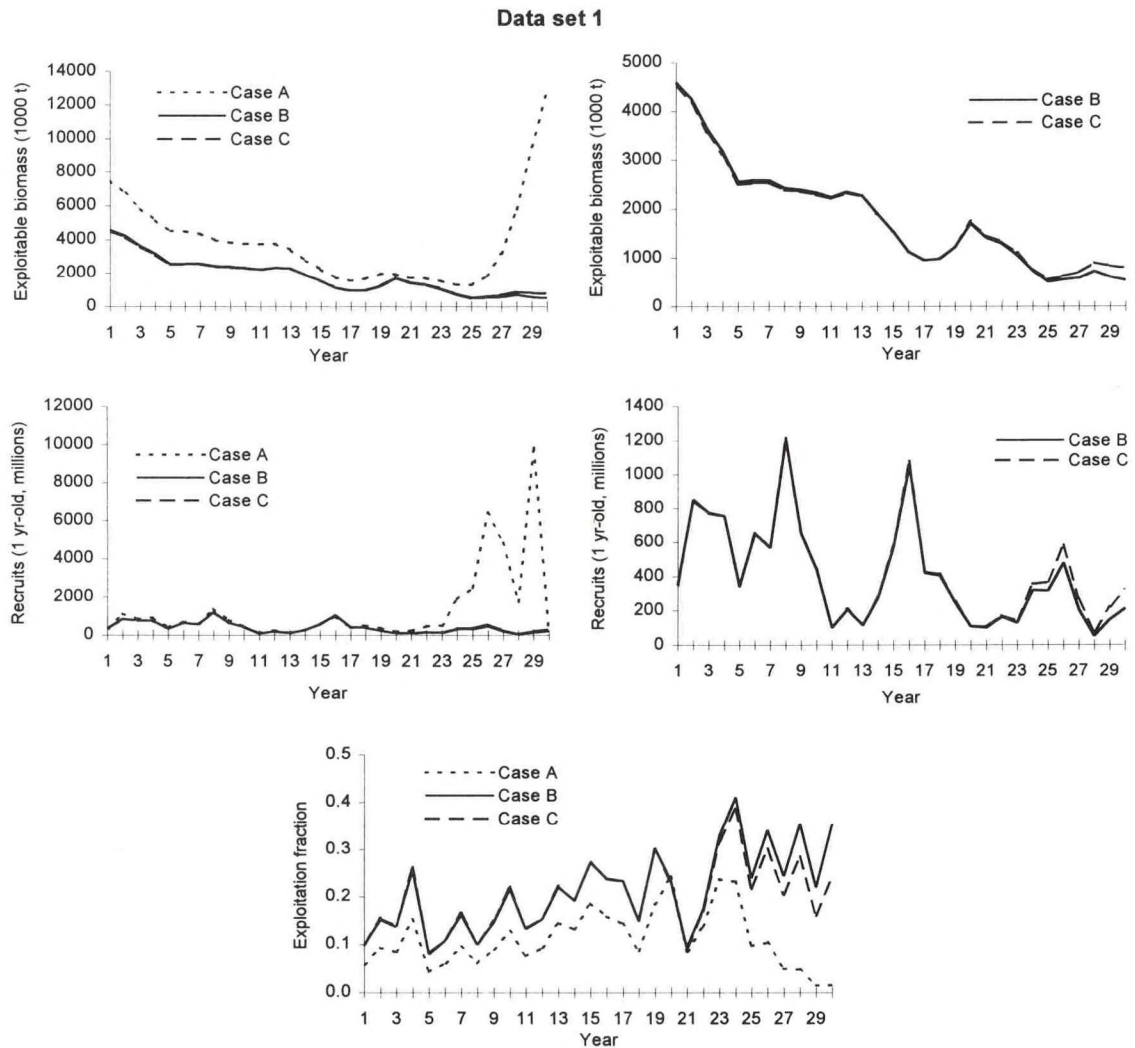 Data set 1
Exploitable biomass (1000 t)
14000
12000
10000
8000
6000
4000
2000
0
Case A
Case B
Case C
1 3 5 7 9 11 13 15 17 19 21 23 25 27 29
Year
Exploitable biomass (1000 t)
5000
4000
3000
2000
1000
0
Case B
Case C
1 3 5 7 9 11 13 15 17 19 21 23 25 27 29
Year
Recruits (1 yr-old, millions)
12000
10000
8000
6000
4000
2000
0
Case A
Case B
Case C
1 3 5 7 9 11 13 15 17 19 21 23 25 27 29
Year
Recruits (1 yr-old, millions)
1400
1200
1000
800
600
400
200
0
Case B
Case C
1 3 5 7 9 11 13 15 17 19 21 23 25 27 29
Year
Exploitation fraction
0.5
0.4
0.3
0.2
0.1
0.0
Case A
Case B
Case C
1 3 5 7 9 11 13 15 17 19 21 23 25 27 29
Year